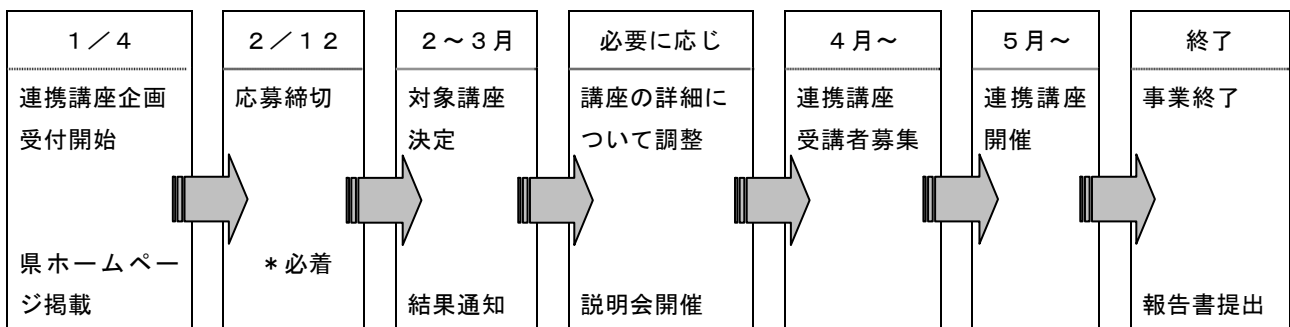 １／４
連携講座企画
受付開始
県ホームペー
ジ掲載
２／１２
応募締切
＊必着
２～３月
対象講座
決定
結果通知
必要に応じ
講座の詳細に
ついて調整
説明会開催
４月～
連携講座
受講者募集
５月～
連携講座
開催
終了
事業終了
報告書提出